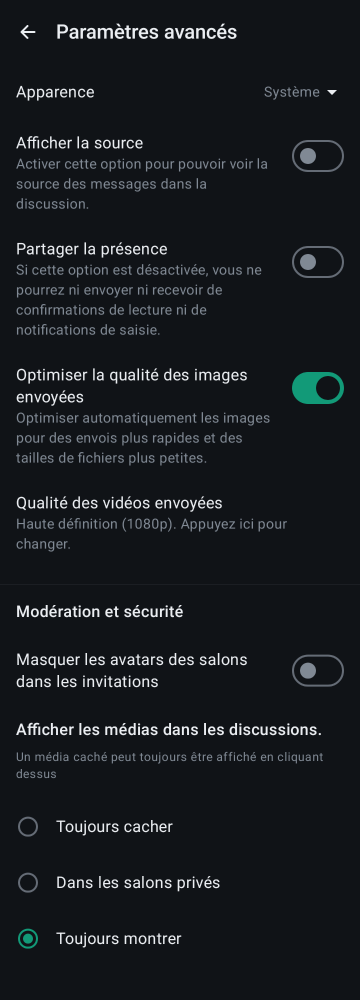 Paramètres avancés
Apparence
Système
Afficher la source
Activer cette option pour pouvoir voir la
source des messages dans la
discussion.
Partager la présence
Si cette option est désactivée, vous ne
pourrez ni envoyer ni recevoir de
confirmations de lecture ni de
notifications de saisie.
Optimiser la qualité des images
envoyées
Optimiser automatiquement les images
pour des envois plus rapides et des
tailles de fichiers plus petites.
Qualité des vidéos envoyées
Haute définition (1080p). Appuyez ici pour
changer.
Modération et sécurité
Masquer les avatars des salons
dans les invitations
Afficher les médias dans les discussions.
Un média caché peut toujours être affiché en cliquant
dessus
Toujours cacher
Dans les salons privés
Toujours montrer